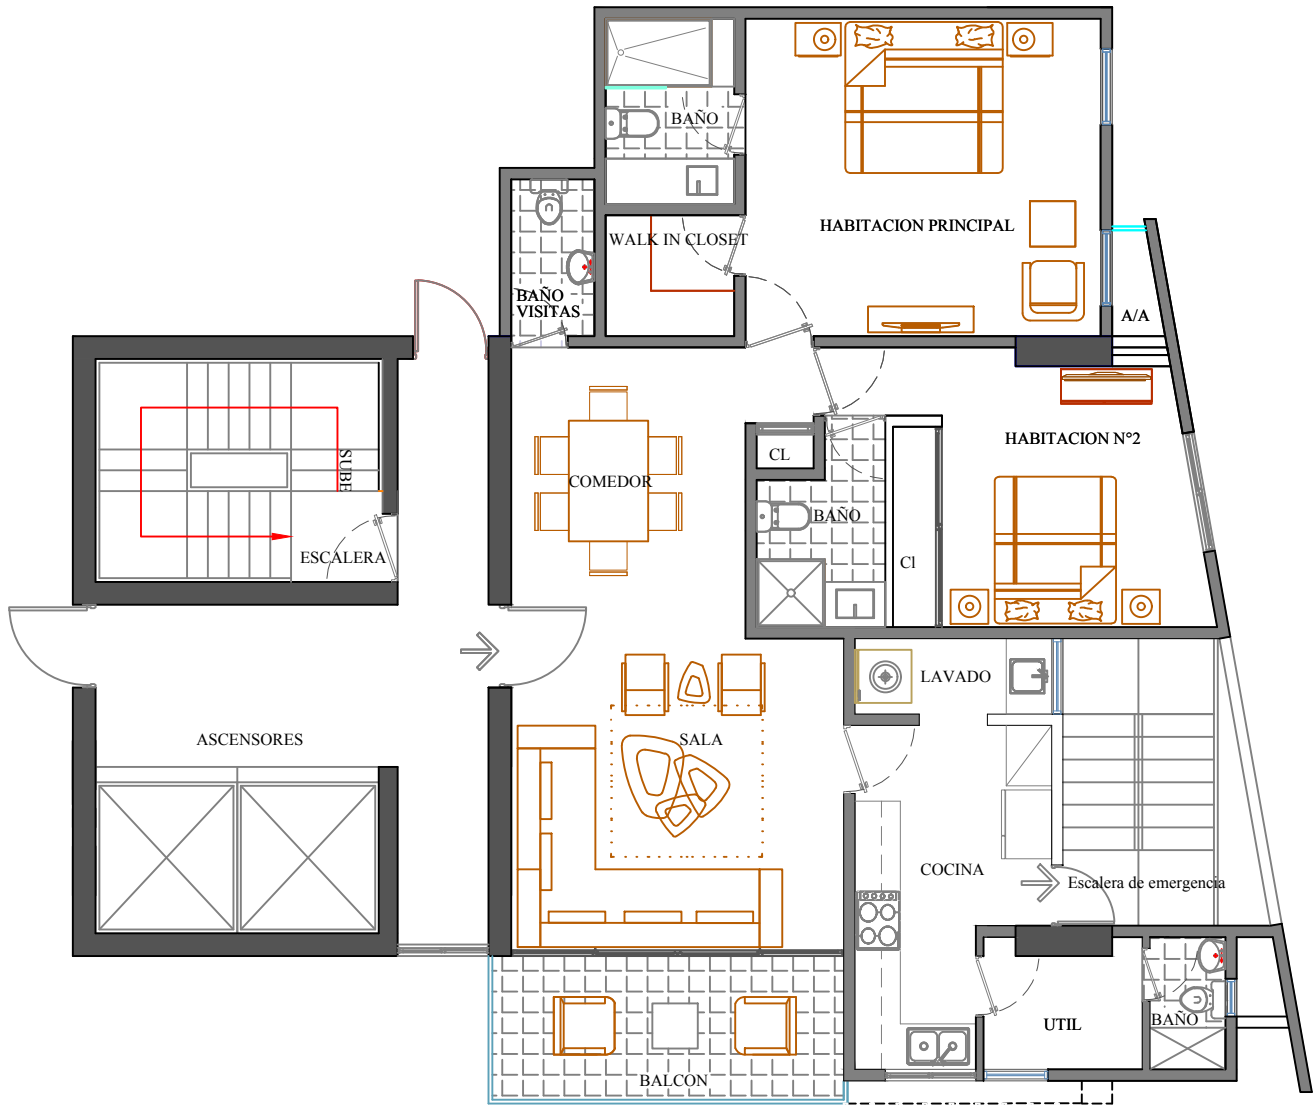 BAÑO
HABITACION PRINCIPAL
WALK IN CLOSET
BAÑO
VISITAS
A/A
HABITACION N°2
CL
COMEDOR
SUBE
BAÑO
ESCALERA
Cl
LAVADO
ASCENSORES
SALA
COCINA
Escalera de emergencia
UTIL
BAÑO
BALCON